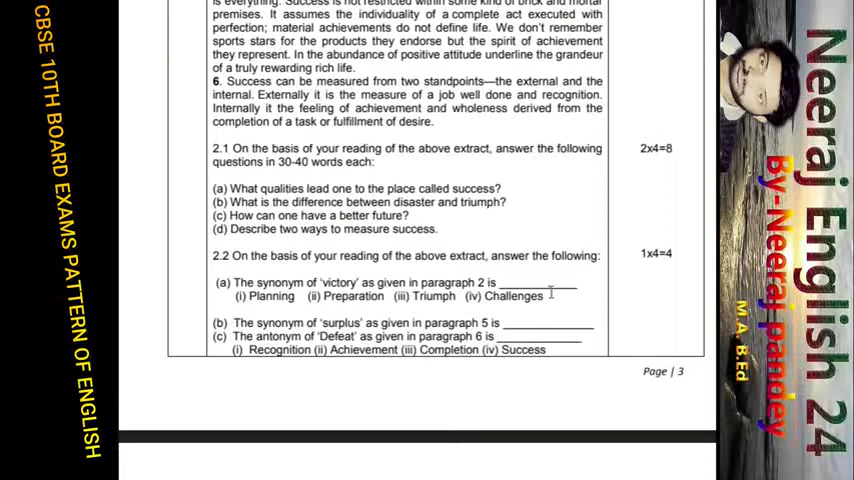 CBSE 10TH BOARD EXAMS PATTERN OF ENGLISH
is everything. Success is not restricted within some kind of brick and mortal
premises. It assumes the individuality of a complete act executed with
perfection; material achievements do not define life. We don't remember
sports stars for the products they endorse but the spirit of achievement
they represent. In the abundance of positive attitude underline the grandeur
of a truly rewarding rich life.
6. Success can be measured from two standpoints—the external and the
internal. Externally it is the measure of a job well done and recognition.
Internally it the feeling of achievement and wholeness derived from the
completion of a task or fulfillment of desire.
2.1 On the basis of your reading of the above extract, answer the following
questions in 30-40 words each:
2x4=8
(a) What qualities lead one to the place called success?
(b) What is the difference between disaster and triumph?
(c) How can one have a better future?
(d) Describe two ways to measure success.
2.2 On the basis of your reading of the above extract, answer the following:
1x4=4
(a) The synonym of 'victory' as given in paragraph 2 is ____________
(i) Planning (ii) Preparation (iii) Triumph (iv) Challenges
(b) The synonym of 'surplus' as given in paragraph 5 is ______________
(c) The antonym of 'Defeat' as given in paragraph 6 is _____________
(i) Recognition (ii) Achievement (iii) Completion (iv) Success
Page | 3
Neeraj English 24
By-Neeraj pandey
M.A. B.Ed